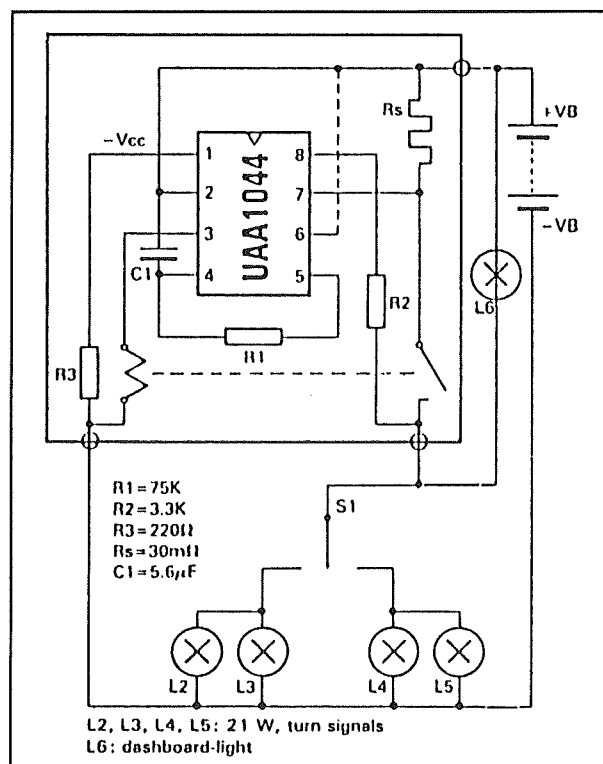 Rs
+VB
-VB
-Vcc
1
2
3
4
UAA1044
8
7
6
5
C1
R1
R2
R3
L6
R1=75K
R2=3.3K
R3=220Ω
Rs=30mΩ
C1=5.6µF
S1
L2
L3
L4
L5
L2, L3, L4, L5: 21 W, turn signals
L6: dashboard-light